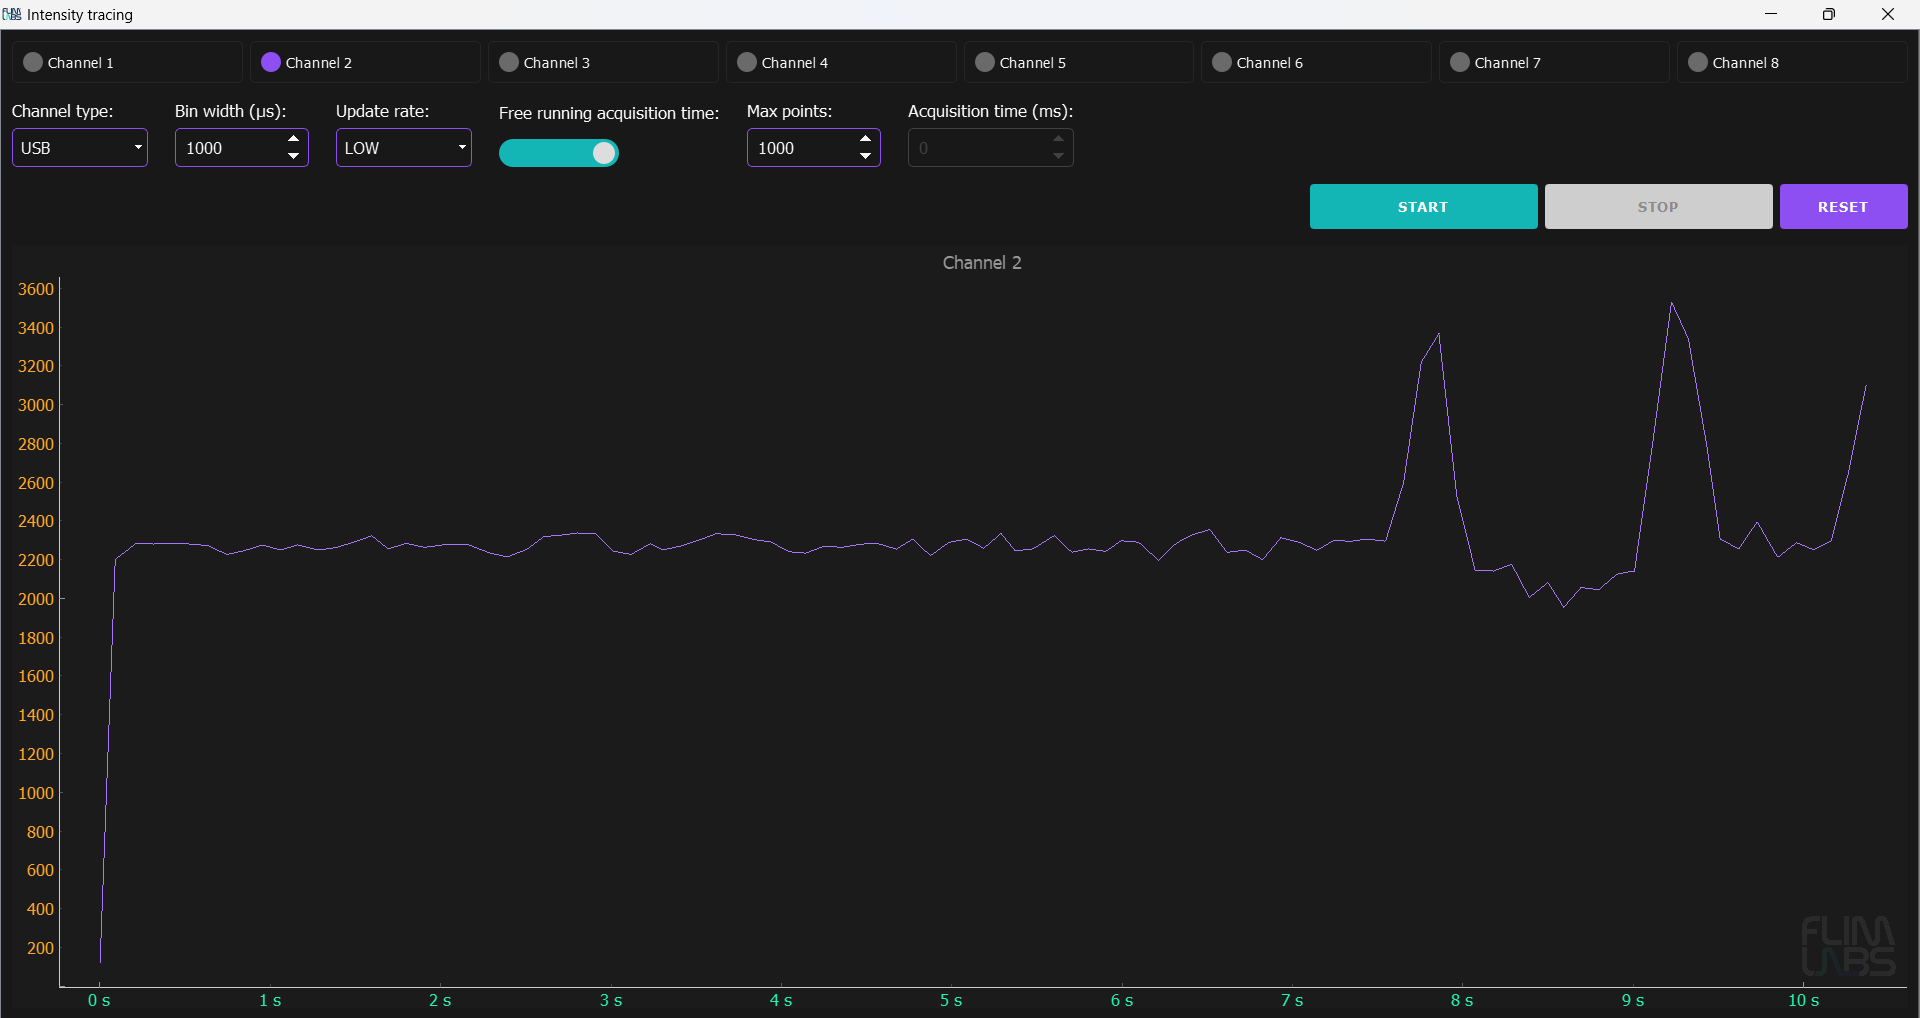 Intensity tracing
Channel 1
Channel 2
Channel 3
Channel 4
Channel 5
Channel 6
Channel 7
Channel 8
Channel type:
Bin width (µs):
Update rate:
Free running acquisition time:
Max points:
Acquisition time (ms):
USB
1000
LOW
1000
0
START
STOP
RESET
Channel 2
3600
3400
3200
3000
2800
2600
2400
2200
2000
1800
1600
1400
1200
1000
800
600
400
200
0 s
1 s
2 s
3 s
4 s
5 s
6 s
7 s
8 s
9 s
10 s
FLIM
LABS